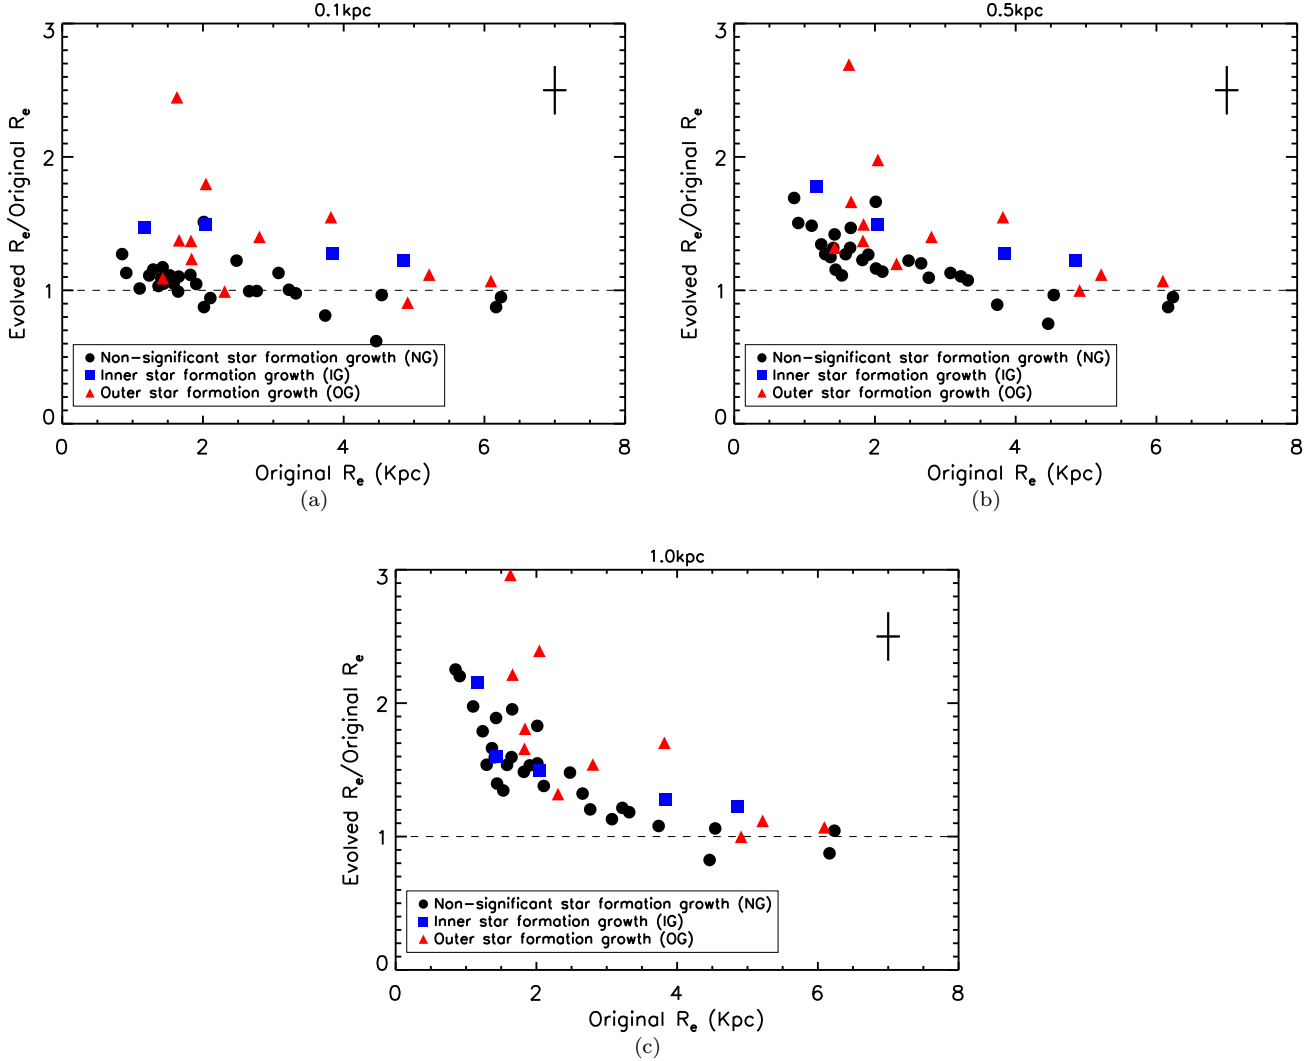 0.1kpc
3
2
1
0
0 2 4 6 8
Evolved Re/Original Re
Original Re (Kpc)
Non-significant star formation growth (NG)
Inner star formation growth (IG)
Outer star formation growth (OG)
(a)
0.5kpc
3
2
1
0
0 2 4 6 8
Evolved Re/Original Re
Original Re (Kpc)
Non-significant star formation growth (NG)
Inner star formation growth (IG)
Outer star formation growth (OG)
(b)
1.0kpc
3
2
1
0
0 2 4 6 8
Evolved Re/Original Re
Original Re (Kpc)
Non-significant star formation growth (NG)
Inner star formation growth (IG)
Outer star formation growth (OG)
(c)